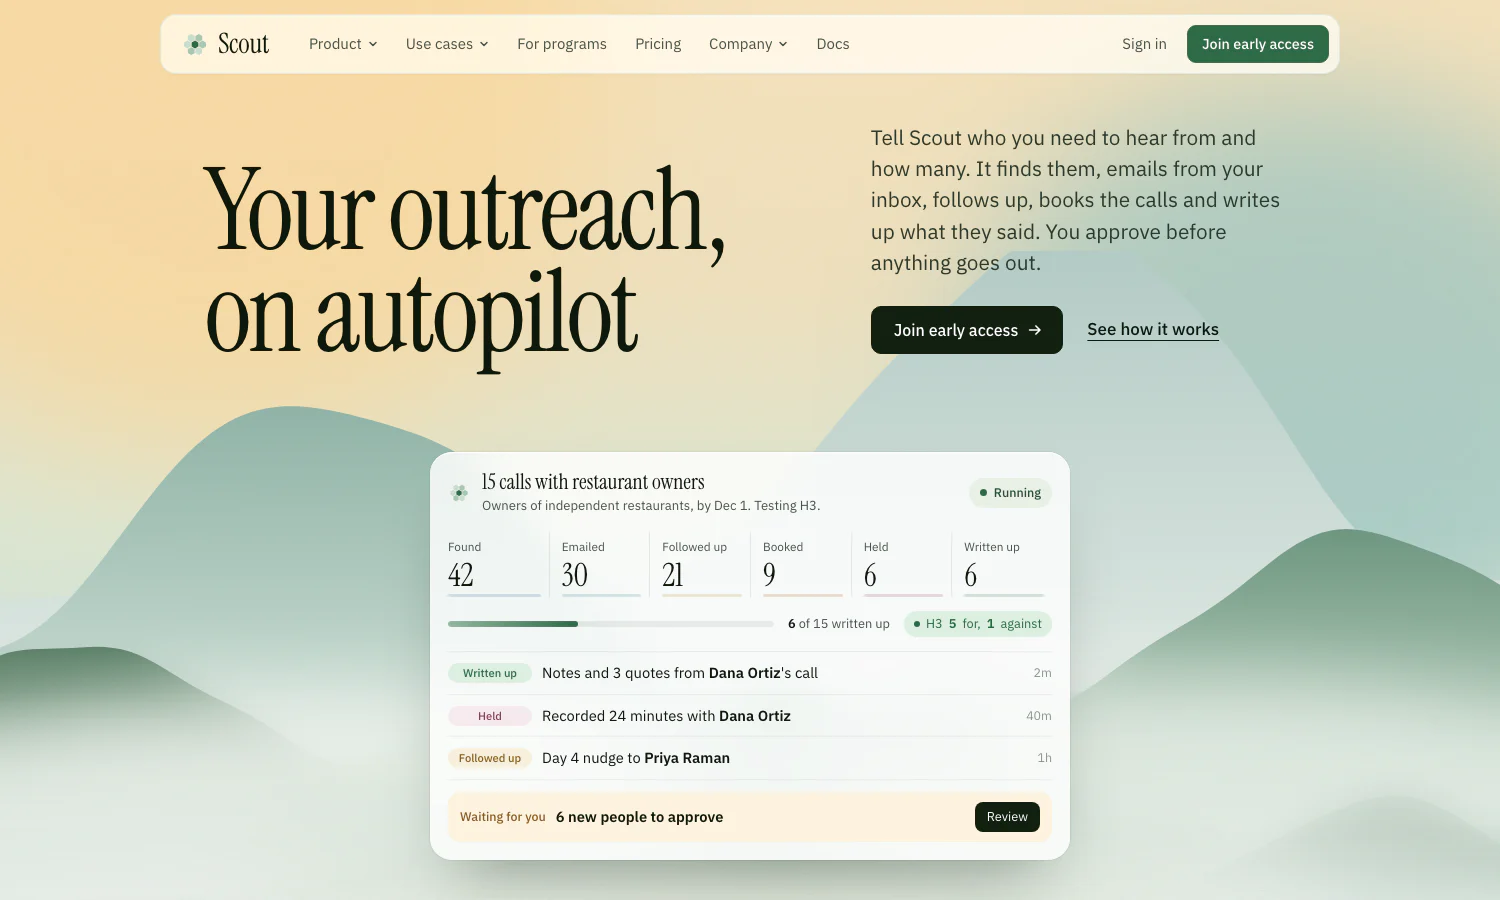 Scout
Product
Use cases
For programs
Pricing
Company
Docs
Sign in
Join early access
Your outreach,
on autopilot
Tell Scout who you need to hear from and
how many. It finds them, emails from your
inbox, follows up, books the calls and writes
up what they said. You approve before
anything goes out.
Join early access →
See how it works
15 calls with restaurant owners
Owners of independent restaurants, by Dec 1. Testing H3.
Running
Found
42
Emailed
30
Followed up
21
Booked
9
Held
6
Written up
6
6 of 15 written up
H3 5 for, 1 against
Written up
Notes and 3 quotes from Dana Ortiz's call
2m
Held
Recorded 24 minutes with Dana Ortiz
40m
Followed up
Day 4 nudge to Priya Raman
1h
Waiting for you
6 new people to approve
Review